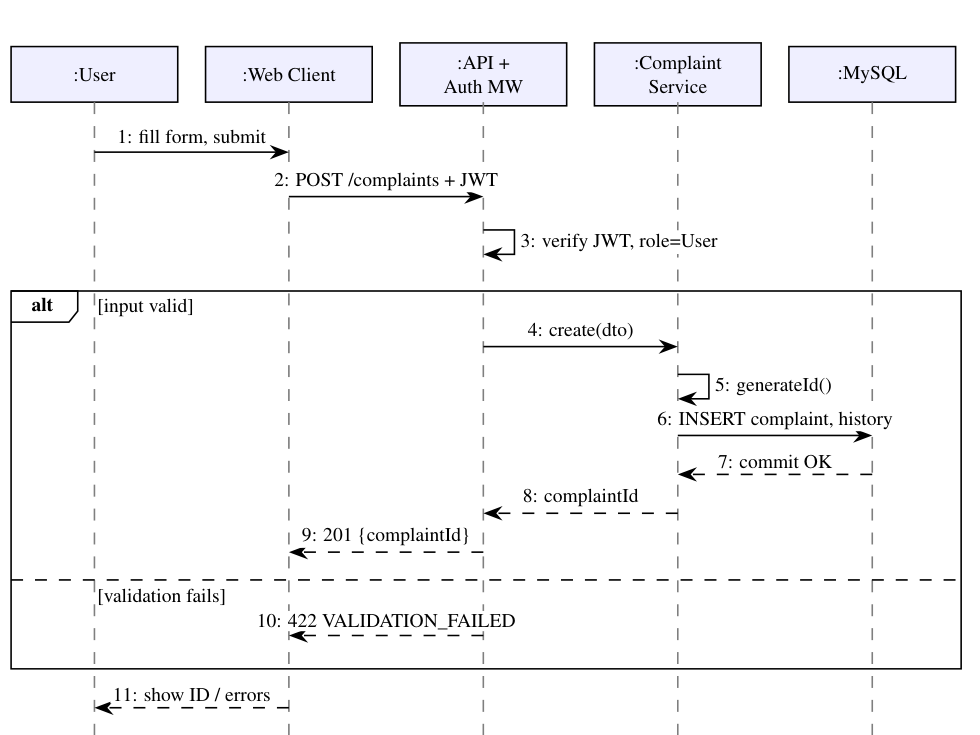 :User
:Web Client
:API +
Auth MW
:Complaint
Service
:MySQL
1: fill form, submit
2: POST /complaints + JWT
3: verify JWT, role=User
alt
[input valid]
4: create(dto)
5: generateId()
6: INSERT complaint, history
7: commit OK
8: complaintId
9: 201 {complaintId}
[validation fails]
10: 422 VALIDATION_FAILED
11: show ID / errors